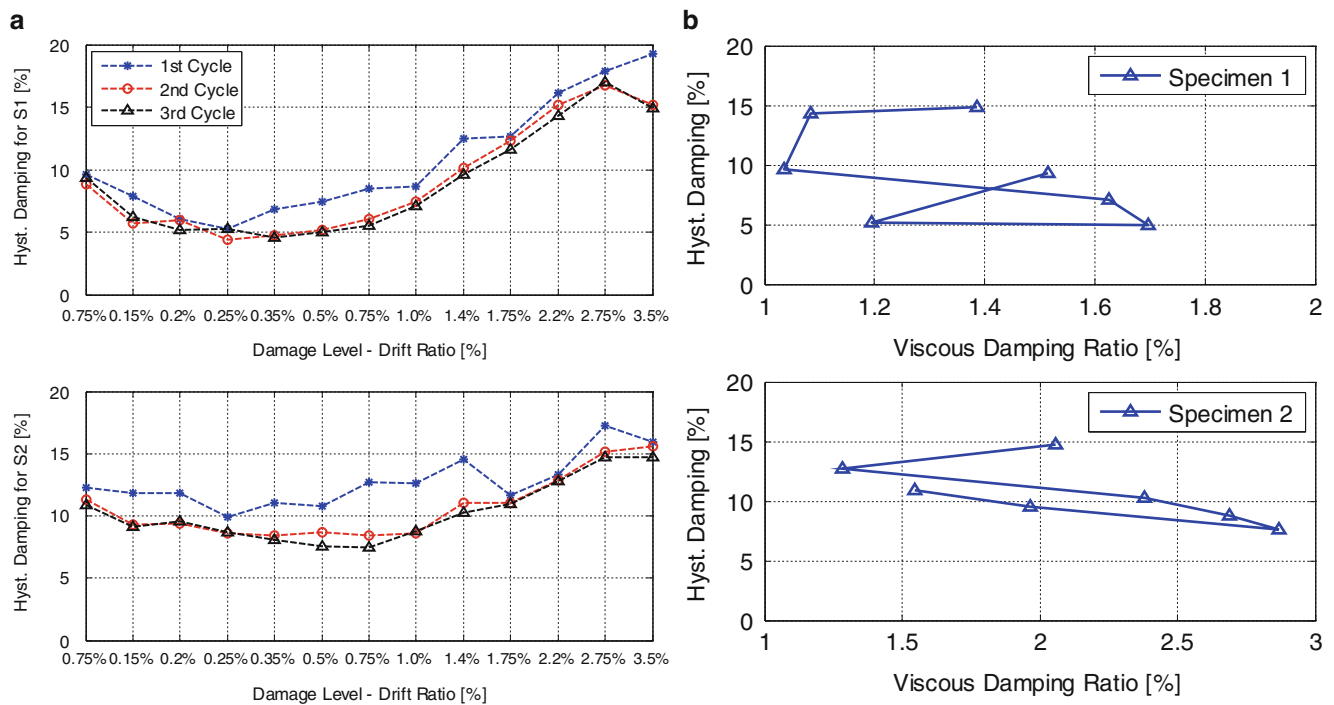 a
20
15
10
5
0
Hyst. Damping for S1 [%]
1st Cycle
2nd Cycle
3rd Cycle
0.75% 0.15% 0.2% 0.25% 0.35% 0.5% 0.75% 1.0% 1.4% 1.75% 2.2% 2.75% 3.5%
Damage Level - Drift Ratio [%]
20
15
10
5
0
Hyst. Damping for S2 [%]
0.75% 0.15% 0.2% 0.25% 0.35% 0.5% 0.75% 1.0% 1.4% 1.75% 2.2% 2.75% 3.5%
Damage Level - Drift Ratio [%]
b
20
15
10
5
0
Hyst. Damping [%]
Specimen 1
1 1.2 1.4 1.6 1.8 2
Viscous Damping Ratio [%]
20
15
10
5
0
Hyst. Damping [%]
Specimen 2
1 1.5 2 2.5 3
Viscous Damping Ratio [%]